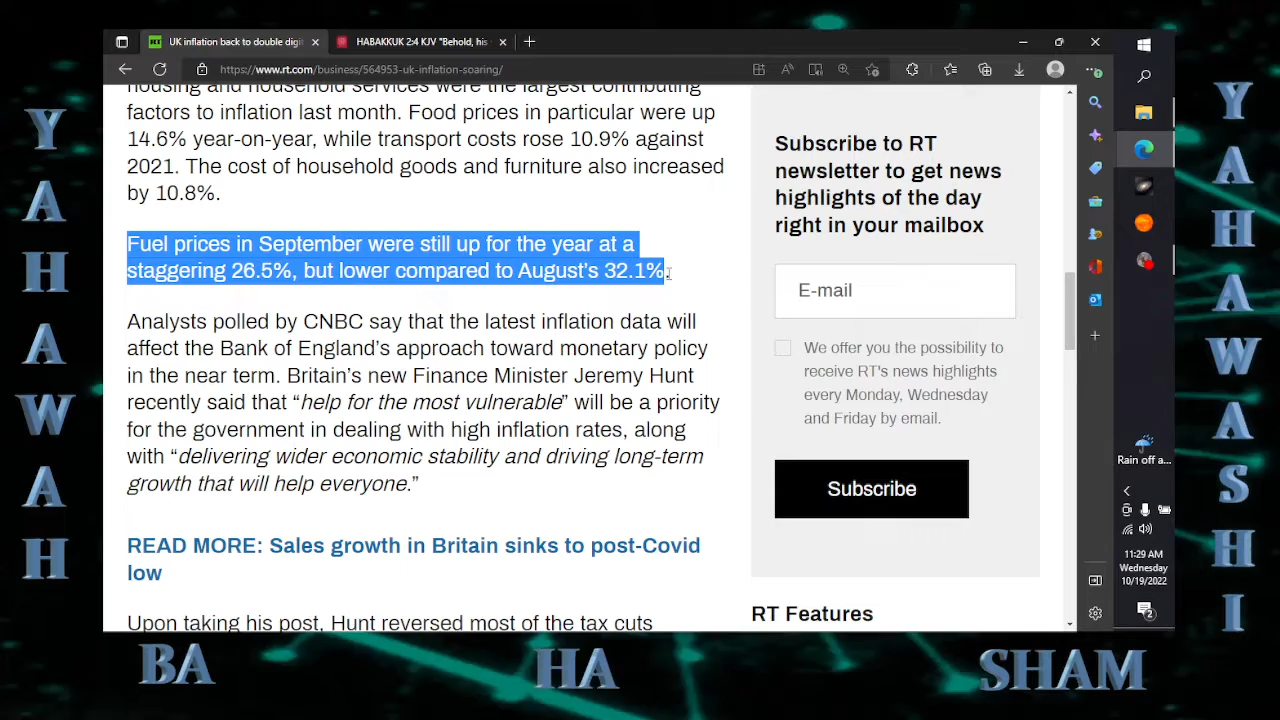 UK inflation back to double digi
HABAKKUK 2:4 KJV "Behold, his
https://www.rt.com/business/564953-uk-inflation-soaring/
housing and household services were the largest contributing
factors to inflation last month. Food prices in particular were up
14.6% year-on-year, while transport costs rose 10.9% against
2021. The cost of household goods and furniture also increased
by 10.8%.
Fuel prices in September were still up for the year at a
staggering 26.5%, but lower compared to August’s 32.1%.
Analysts polled by CNBC say that the latest inflation data will
affect the Bank of England’s approach toward monetary policy
in the near term. Britain’s new Finance Minister Jeremy Hunt
recently said that “help for the most vulnerable” will be a priority
for the government in dealing with high inflation rates, along
with “delivering wider economic stability and driving long-term
growth that will help everyone.”
READ MORE: Sales growth in Britain sinks to post-Covid
low
Upon taking his post, Hunt reversed most of the tax cuts
Subscribe to RT
newsletter to get news
highlights of the day
right in your mailbox
E-mail
We offer you the possibility to
receive RT's news highlights
every Monday, Wednesday
and Friday by email.
Subscribe
RT Features
Rain off a...
11:29 AM
Wednesday
10/19/2022
2
YAHAWAH
YAHAWASHI
BA HA SHAM